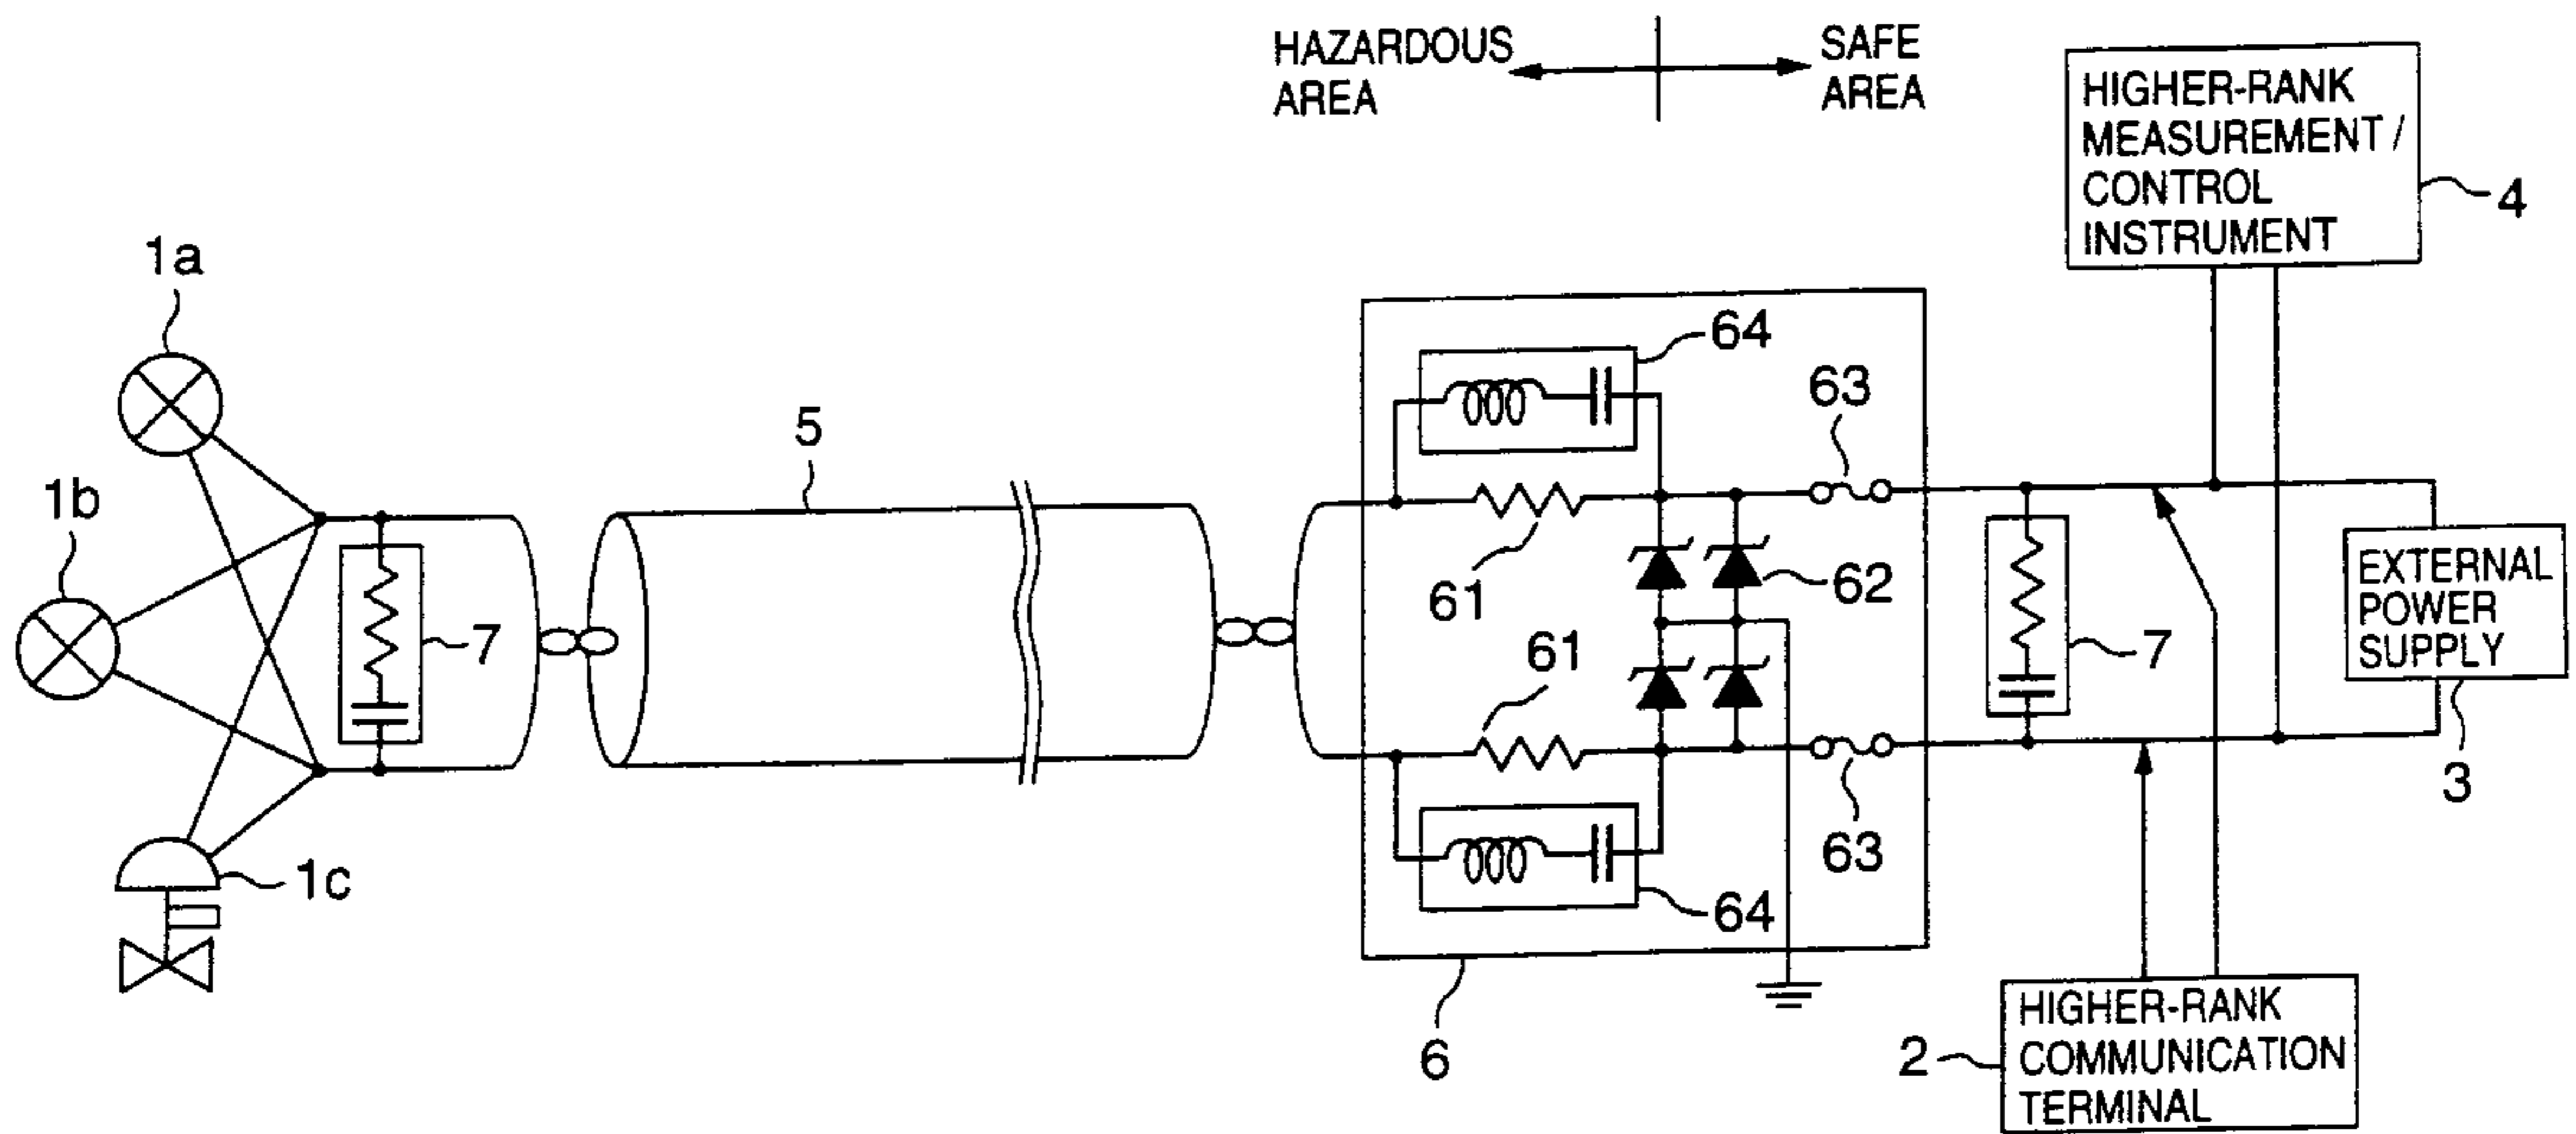 HAZARDOUS
AREA
SAFE
AREA
HIGHER-RANK
MEASUREMENT /
CONTROL
INSTRUMENT
4
1a
64
63
5
1b
61
62
7
61
7
EXTERNAL
POWER
SUPPLY
3
63
1c
64
6
2
HIGHER-RANK
COMMUNICATION
TERMINAL